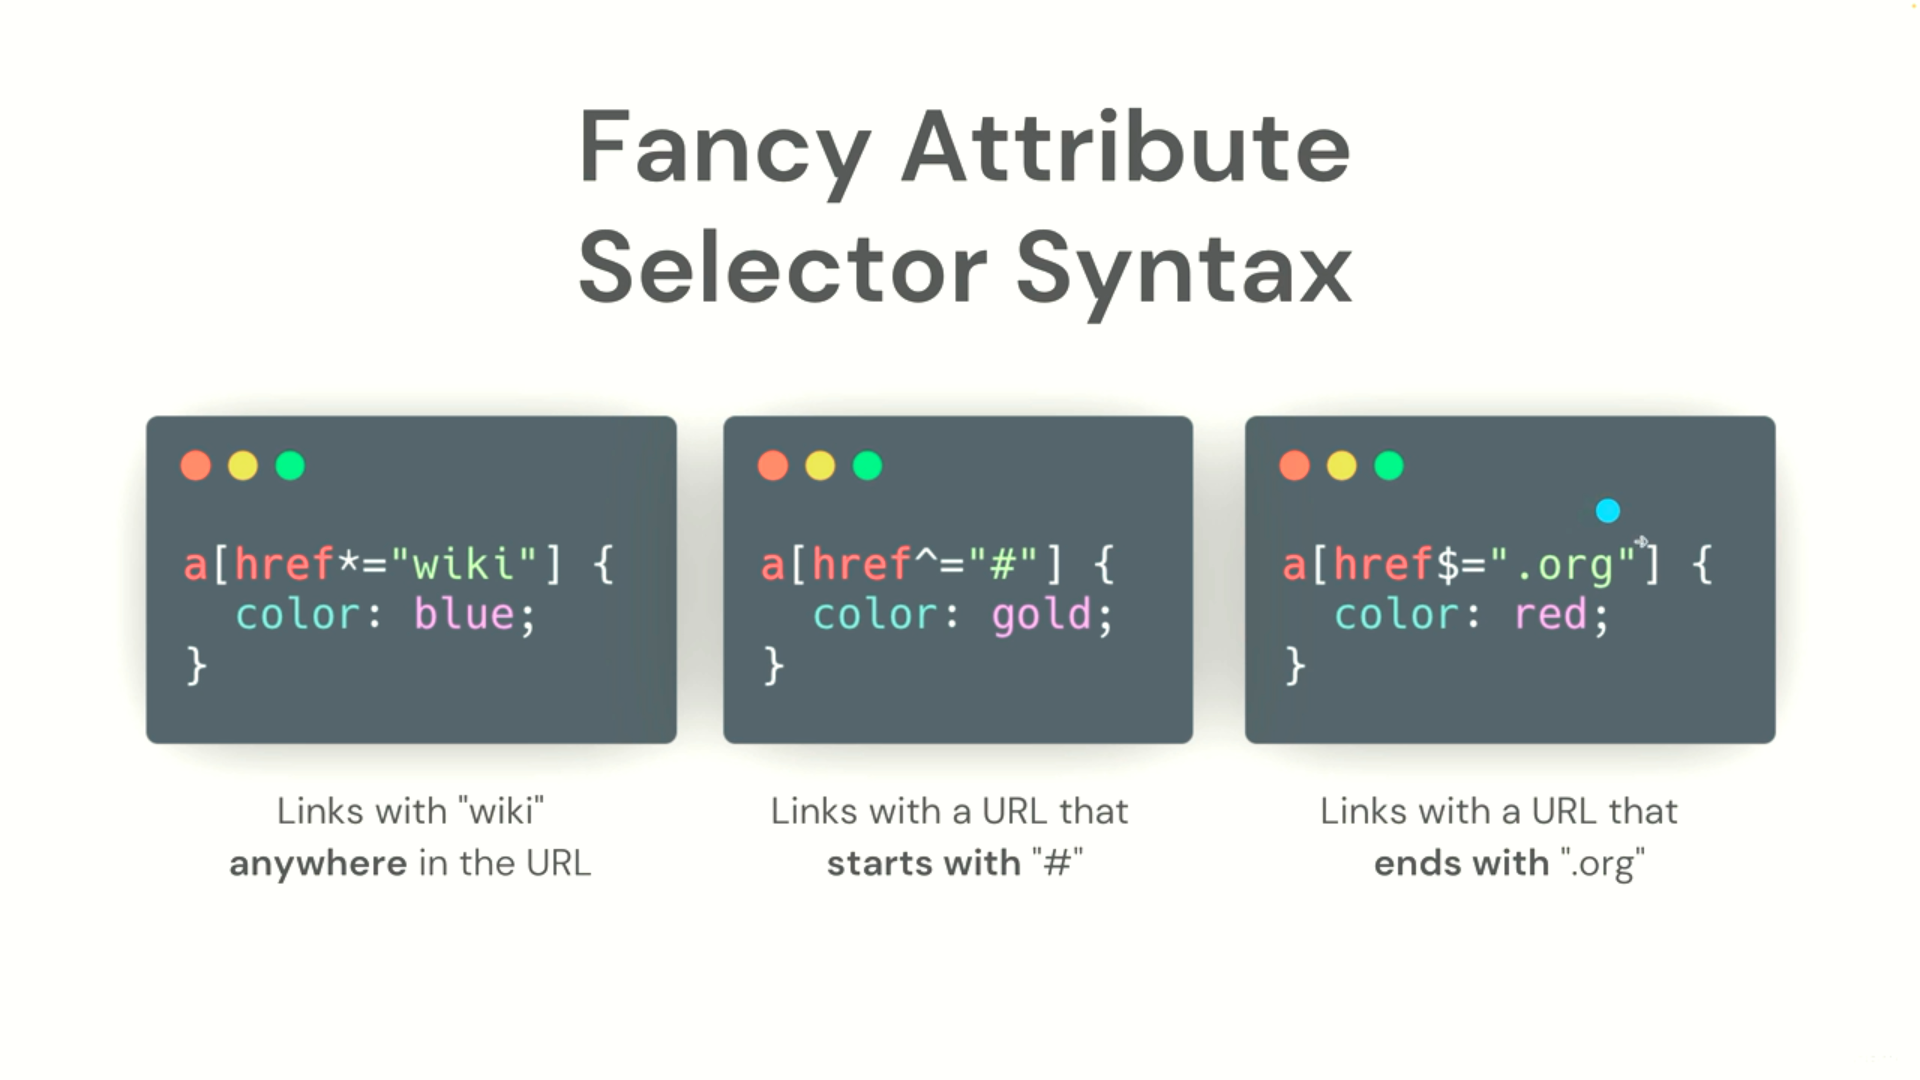 Fancy Attribute
Selector Syntax
a[href*="wiki"] {
  color: blue;
}
a[href^="#"] {
  color: gold;
}
a[href$=".org"] {
  color: red;
}
Links with "wiki"
anywhere in the URL
Links with a URL that
starts with "#"
Links with a URL that
ends with ".org"